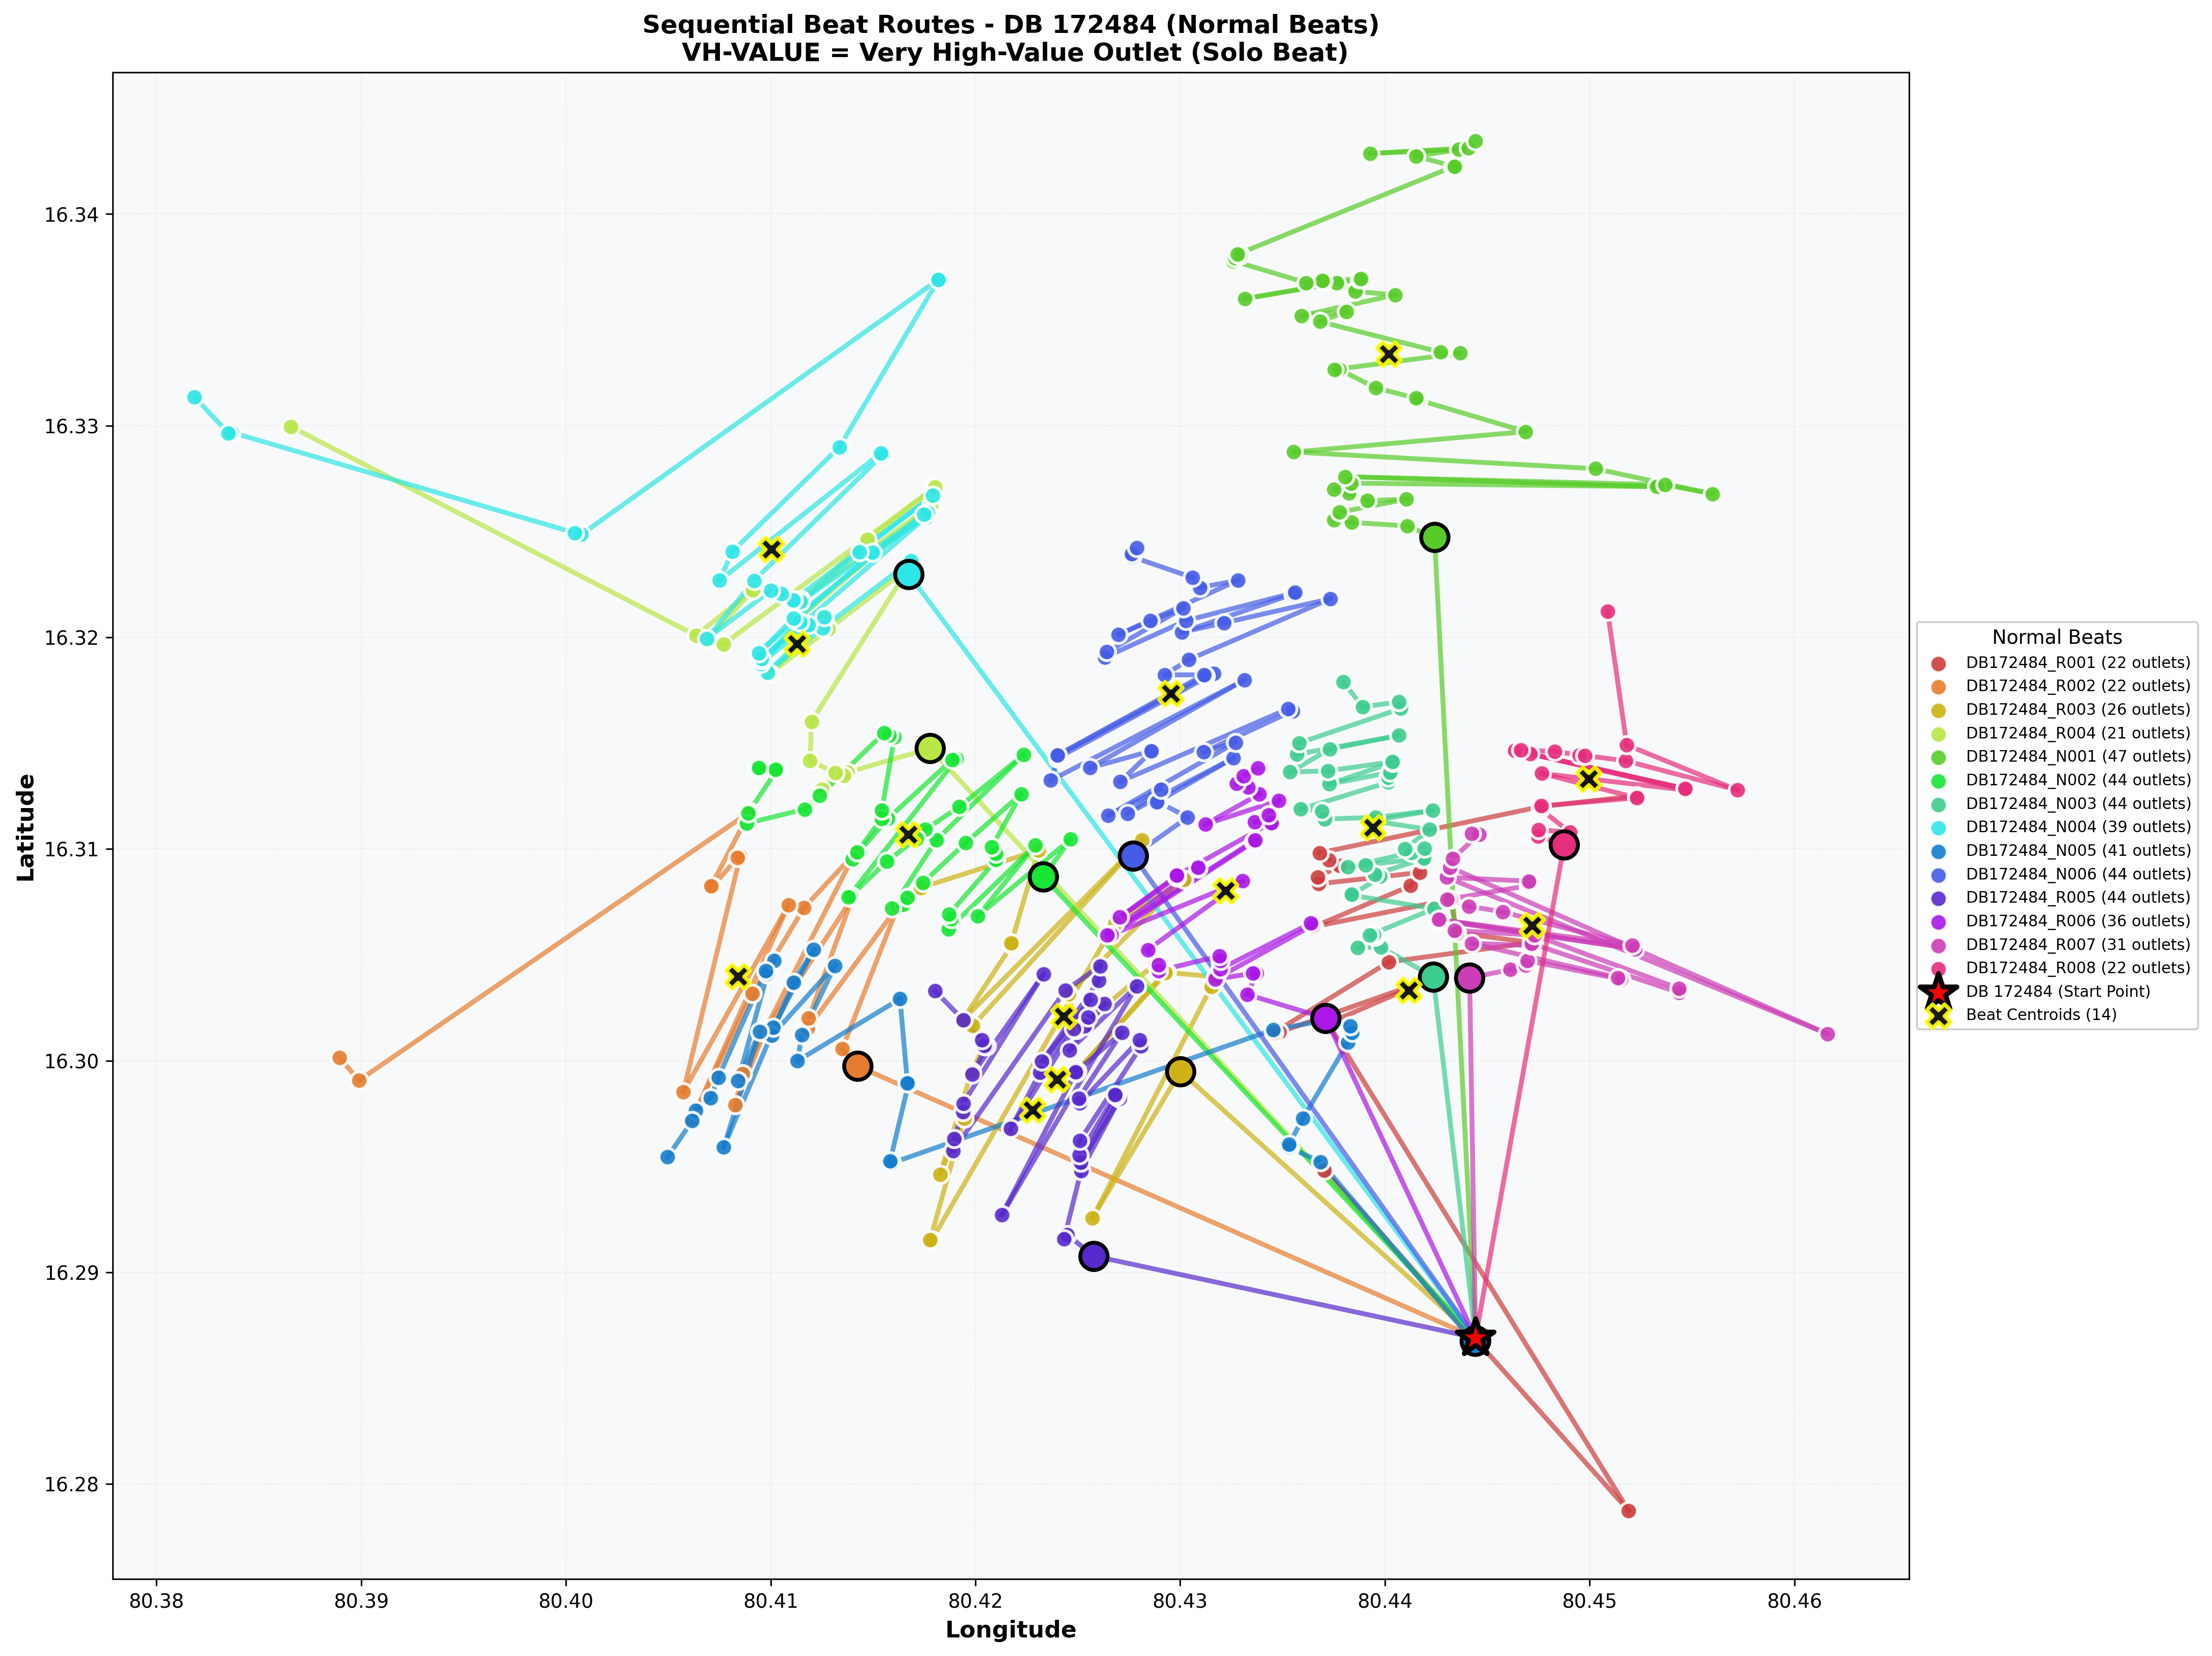 Sequential Beat Routes - DB 172484 (Normal Beats)
VH-VALUE = Very High-Value Outlet (Solo Beat)
Latitude
16.34
16.33
16.32
16.31
16.30
16.29
16.28
80.38
80.39
80.40
80.41
80.42
80.43
80.44
80.45
80.46
Longitude
Normal Beats
DB172484_R001 (22 outlets)
DB172484_R002 (22 outlets)
DB172484_R003 (26 outlets)
DB172484_R004 (21 outlets)
DB172484_N001 (47 outlets)
DB172484_N002 (44 outlets)
DB172484_N003 (44 outlets)
DB172484_N004 (39 outlets)
DB172484_N005 (41 outlets)
DB172484_N006 (44 outlets)
DB172484_R005 (44 outlets)
DB172484_R006 (36 outlets)
DB172484_R007 (31 outlets)
DB172484_R008 (22 outlets)
DB 172484 (Start Point)
Beat Centroids (14)